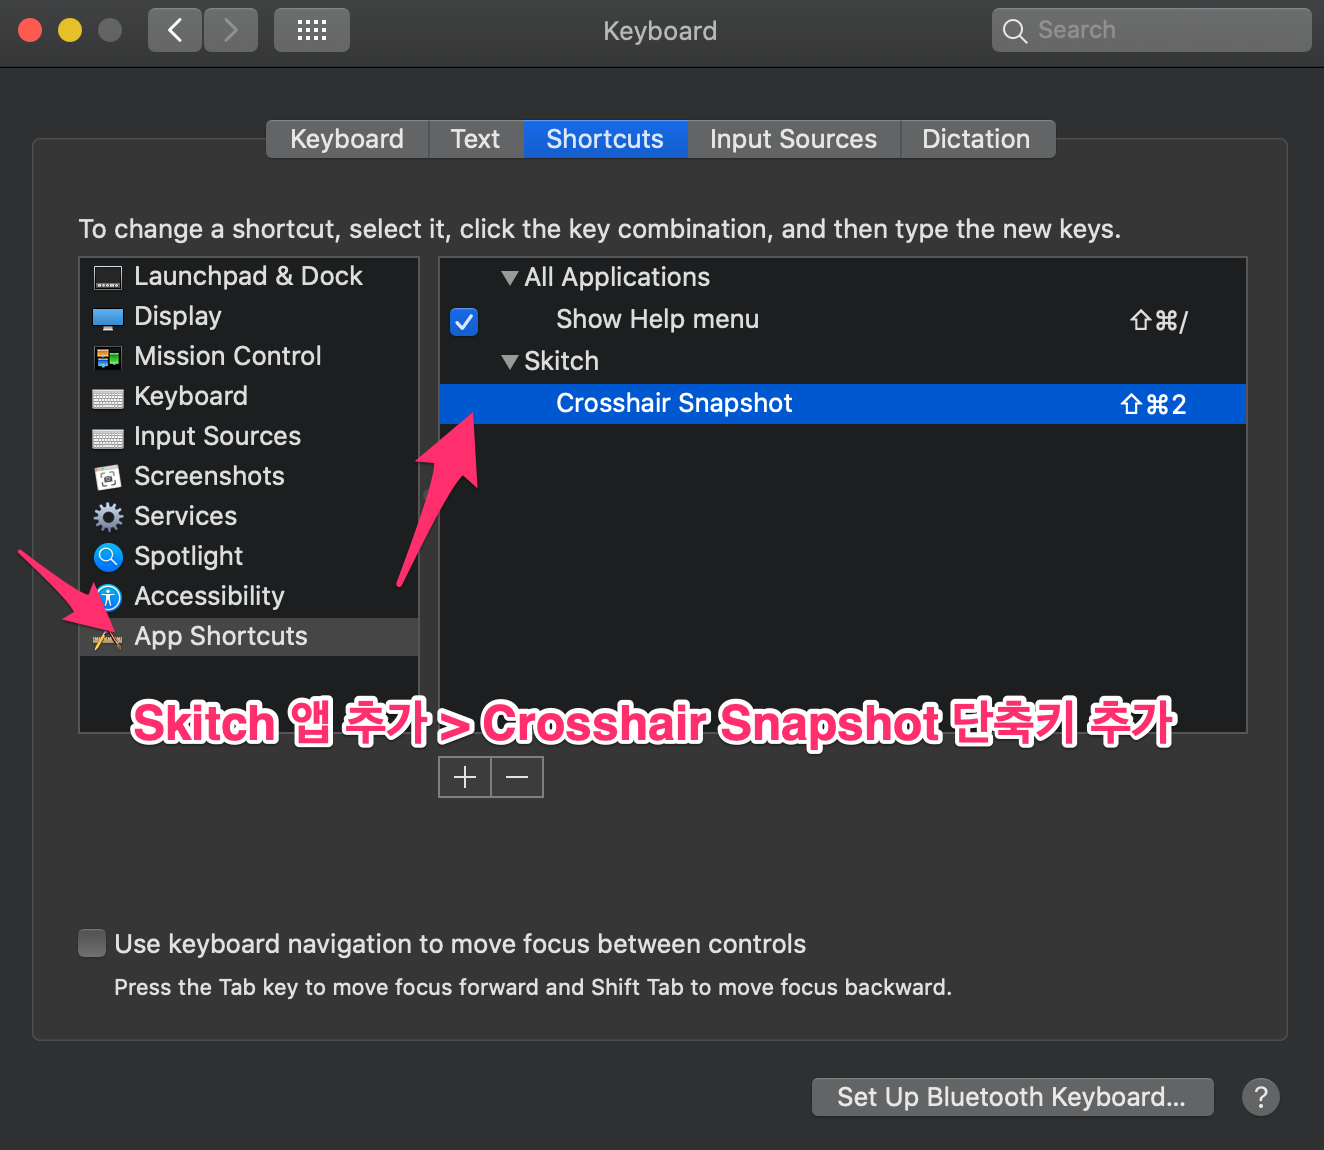 Keyboard
Search
Keyboard Text Shortcuts Input Sources Dictation
To change a shortcut, select it, click the key combination, and then type the new keys.
Launchpad & Dock
Display
Mission Control
Keyboard
Input Sources
Screenshots
Services
Spotlight
Accessibility
App Shortcuts
All Applications
Show Help menu ⇧⌘/
Skitch
Crosshair Snapshot ⇧⌘2
Skitch 앱 추가 > Crosshair Snapshot 단축키 추가
Use keyboard navigation to move focus between controls
Press the Tab key to move focus forward and Shift Tab to move focus backward.
Set Up Bluetooth Keyboard... ?